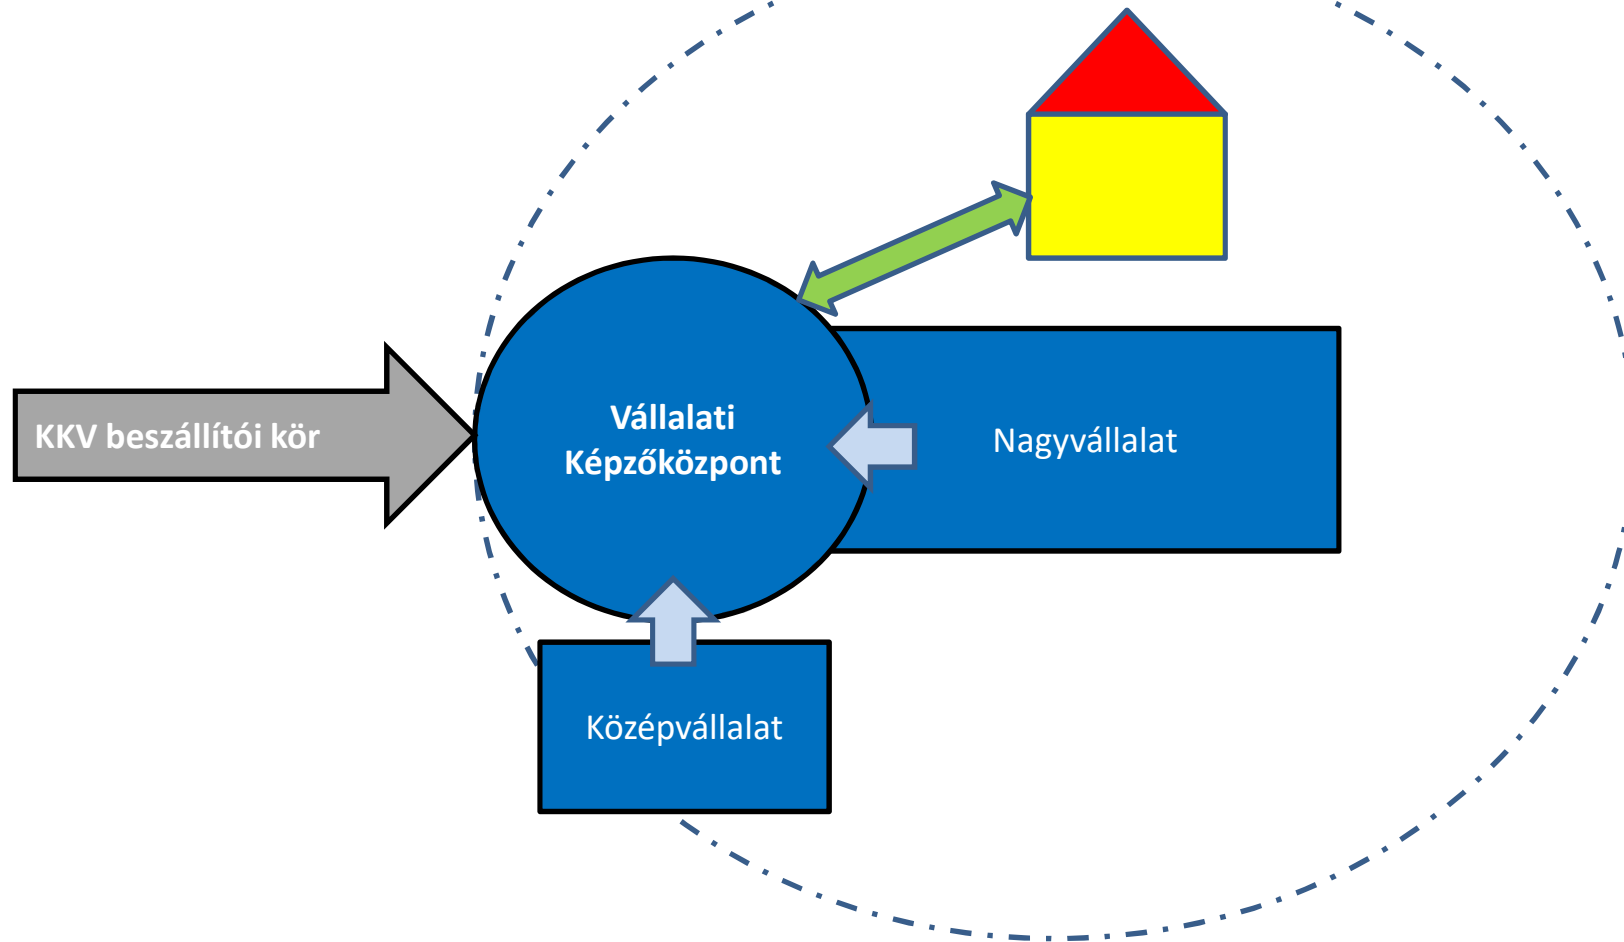 KKV beszállítói kör
Vállalati
Képzőközpont
Nagyvállalat
Középvállalat